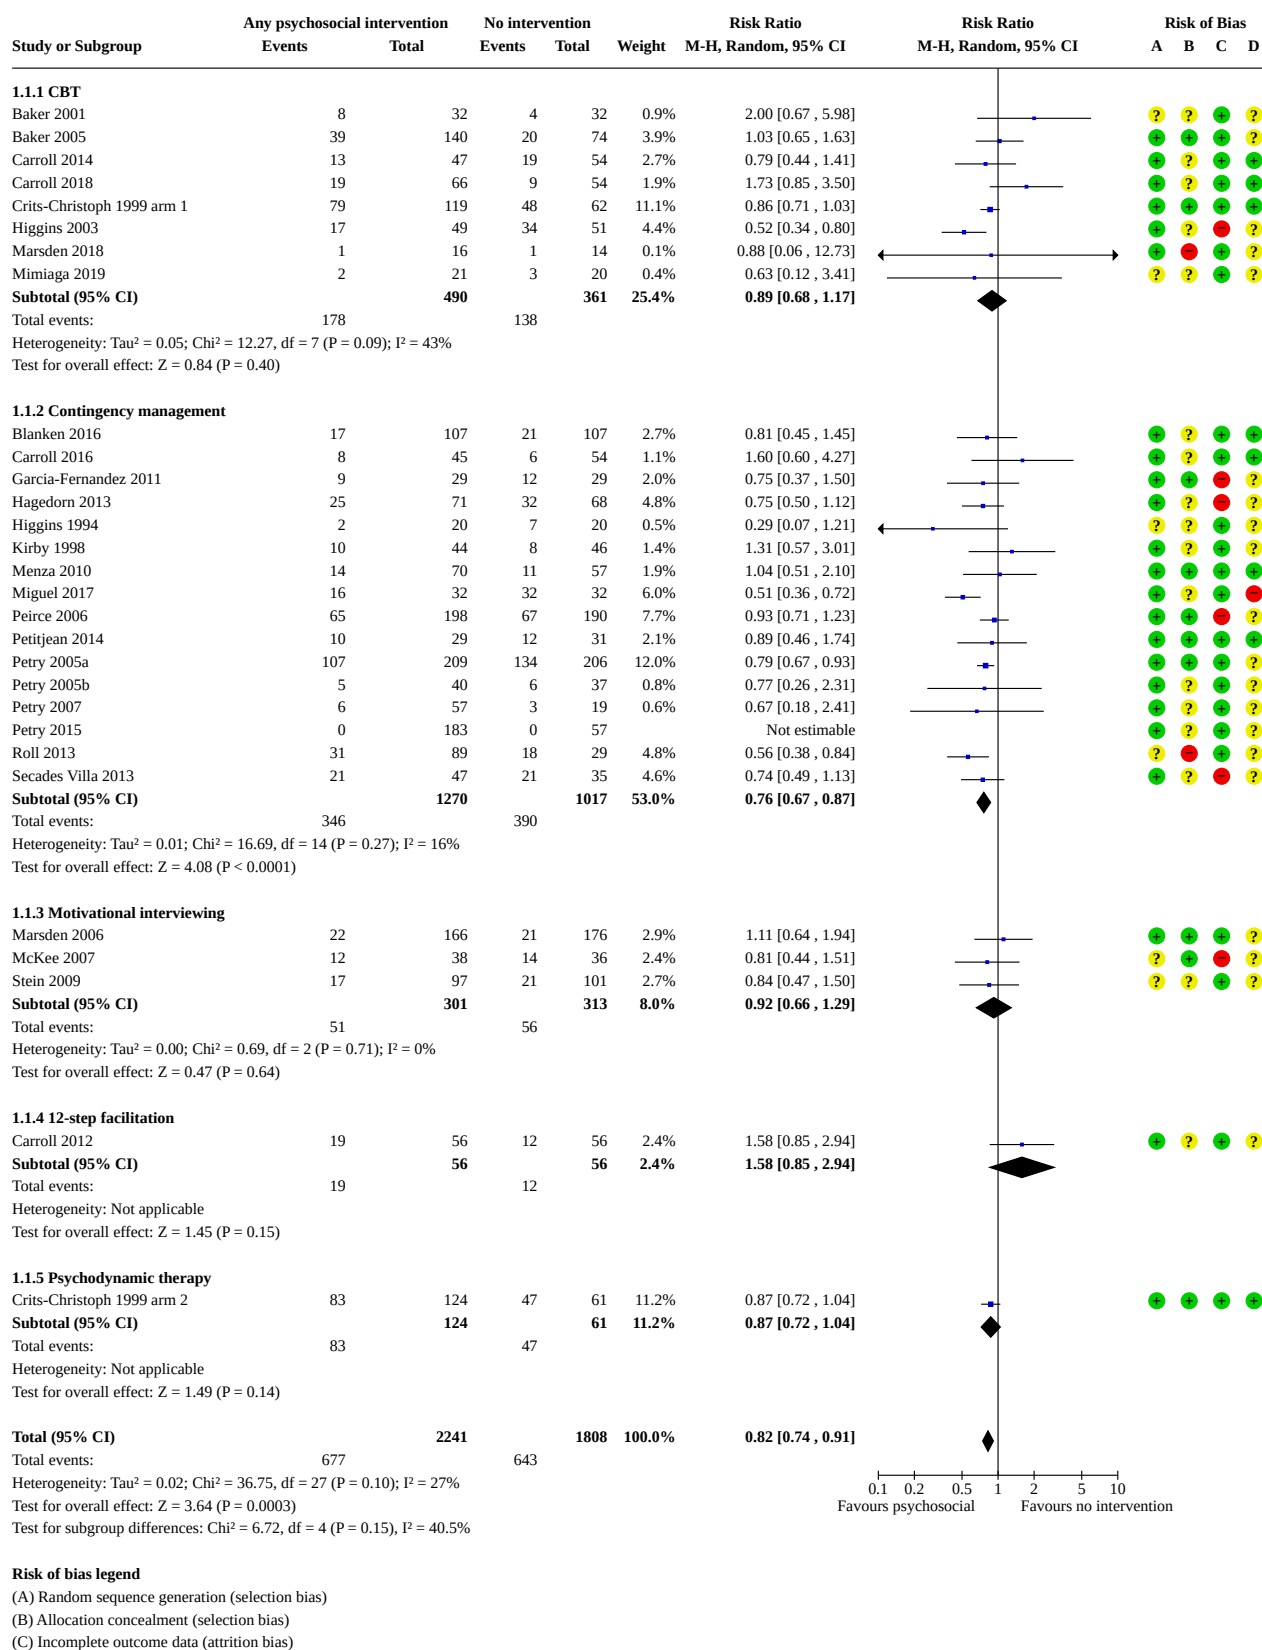 Any psychosocial intervention No intervention Risk Ratio Risk Ratio Risk of Bias
Study or Subgroup Events Total Events Total Weight M-H, Random, 95% CI M-H, Random, 95% CI A B C D
1.1.1 CBT
Baker 2001 8 32 4 32 0.9% 2.00 [0.67 , 5.98] ? ? + ?
Baker 2005 39 140 20 74 3.9% 1.03 [0.65 , 1.63] + + + ?
Carroll 2014 13 47 19 54 2.7% 0.79 [0.44 , 1.41] + ? + +
Carroll 2018 19 66 9 54 1.9% 1.73 [0.85 , 3.50] + ? + +
Crits-Christoph 1999 arm 1 79 119 48 62 11.1% 0.86 [0.71 , 1.03] + + + +
Higgins 2003 17 49 34 51 4.4% 0.52 [0.34 , 0.80] + ? − ?
Marsden 2018 1 16 1 14 0.1% 0.88 [0.06 , 12.73] + − + ?
Mimiaga 2019 2 21 3 20 0.4% 0.63 [0.12 , 3.41] ? ? + ?
Subtotal (95% CI) 490 361 25.4% 0.89 [0.68 , 1.17]
Total events: 178 138
Heterogeneity: Tau² = 0.05; Chi² = 12.27, df = 7 (P = 0.09); I² = 43%
Test for overall effect: Z = 0.84 (P = 0.40)
1.1.2 Contingency management
Blanken 2016 17 107 21 107 2.7% 0.81 [0.45 , 1.45] + ? + +
Carroll 2016 8 45 6 54 1.1% 1.60 [0.60 , 4.27] + ? + +
Garcia-Fernandez 2011 9 29 12 29 2.0% 0.75 [0.37 , 1.50] + + − ?
Hagedorn 2013 25 71 32 68 4.8% 0.75 [0.50 , 1.12] + ? − ?
Higgins 1994 2 20 7 20 0.5% 0.29 [0.07 , 1.21] ? ? + ?
Kirby 1998 10 44 8 46 1.4% 1.31 [0.57 , 3.01] + ? + ?
Menza 2010 14 70 11 57 1.9% 1.04 [0.51 , 2.10] + + + +
Miguel 2017 16 32 32 32 6.0% 0.51 [0.36 , 0.72] + ? + −
Peirce 2006 65 198 67 190 7.7% 0.93 [0.71 , 1.23] + + − ?
Petitjean 2014 10 29 12 31 2.1% 0.89 [0.46 , 1.74] + + + +
Petry 2005a 107 209 134 206 12.0% 0.79 [0.67 , 0.93] + + + ?
Petry 2005b 5 40 6 37 0.8% 0.77 [0.26 , 2.31] + ? + ?
Petry 2007 6 57 3 19 0.6% 0.67 [0.18 , 2.41] + ? + ?
Petry 2015 0 183 0 57 Not estimable + ? + ?
Roll 2013 31 89 18 29 4.8% 0.56 [0.38 , 0.84] ? − + ?
Secades Villa 2013 21 47 21 35 4.6% 0.74 [0.49 , 1.13] + ? − ?
Subtotal (95% CI) 1270 1017 53.0% 0.76 [0.67 , 0.87]
Total events: 346 390
Heterogeneity: Tau² = 0.01; Chi² = 16.69, df = 14 (P = 0.27); I² = 16%
Test for overall effect: Z = 4.08 (P < 0.0001)
1.1.3 Motivational interviewing
Marsden 2006 22 166 21 176 2.9% 1.11 [0.64 , 1.94] + + + ?
McKee 2007 12 38 14 36 2.4% 0.81 [0.44 , 1.51] ? + − ?
Stein 2009 17 97 21 101 2.7% 0.84 [0.47 , 1.50] ? ? + ?
Subtotal (95% CI) 301 313 8.0% 0.92 [0.66 , 1.29]
Total events: 51 56
Heterogeneity: Tau² = 0.00; Chi² = 0.69, df = 2 (P = 0.71); I² = 0%
Test for overall effect: Z = 0.47 (P = 0.64)
1.1.4 12-step facilitation
Carroll 2012 19 56 12 56 2.4% 1.58 [0.85 , 2.94] + ? + ?
Subtotal (95% CI) 56 56 2.4% 1.58 [0.85 , 2.94]
Total events: 19 12
Heterogeneity: Not applicable
Test for overall effect: Z = 1.45 (P = 0.15)
1.1.5 Psychodynamic therapy
Crits-Christoph 1999 arm 2 83 124 47 61 11.2% 0.87 [0.72 , 1.04] + + + +
Subtotal (95% CI) 124 61 11.2% 0.87 [0.72 , 1.04]
Total events: 83 47
Heterogeneity: Not applicable
Test for overall effect: Z = 1.49 (P = 0.14)
Total (95% CI) 2241 1808 100.0% 0.82 [0.74 , 0.91]
Total events: 677 643
Heterogeneity: Tau² = 0.02; Chi² = 36.75, df = 27 (P = 0.10); I² = 27%
0.1 0.2 0.5 1 2 5 10
Test for overall effect: Z = 3.64 (P = 0.0003) Favours psychosocial Favours no intervention
Test for subgroup differences: Chi² = 6.72, df = 4 (P = 0.15), I² = 40.5%
Risk of bias legend
(A) Random sequence generation (selection bias)
(B) Allocation concealment (selection bias)
(C) Incomplete outcome data (attrition bias)